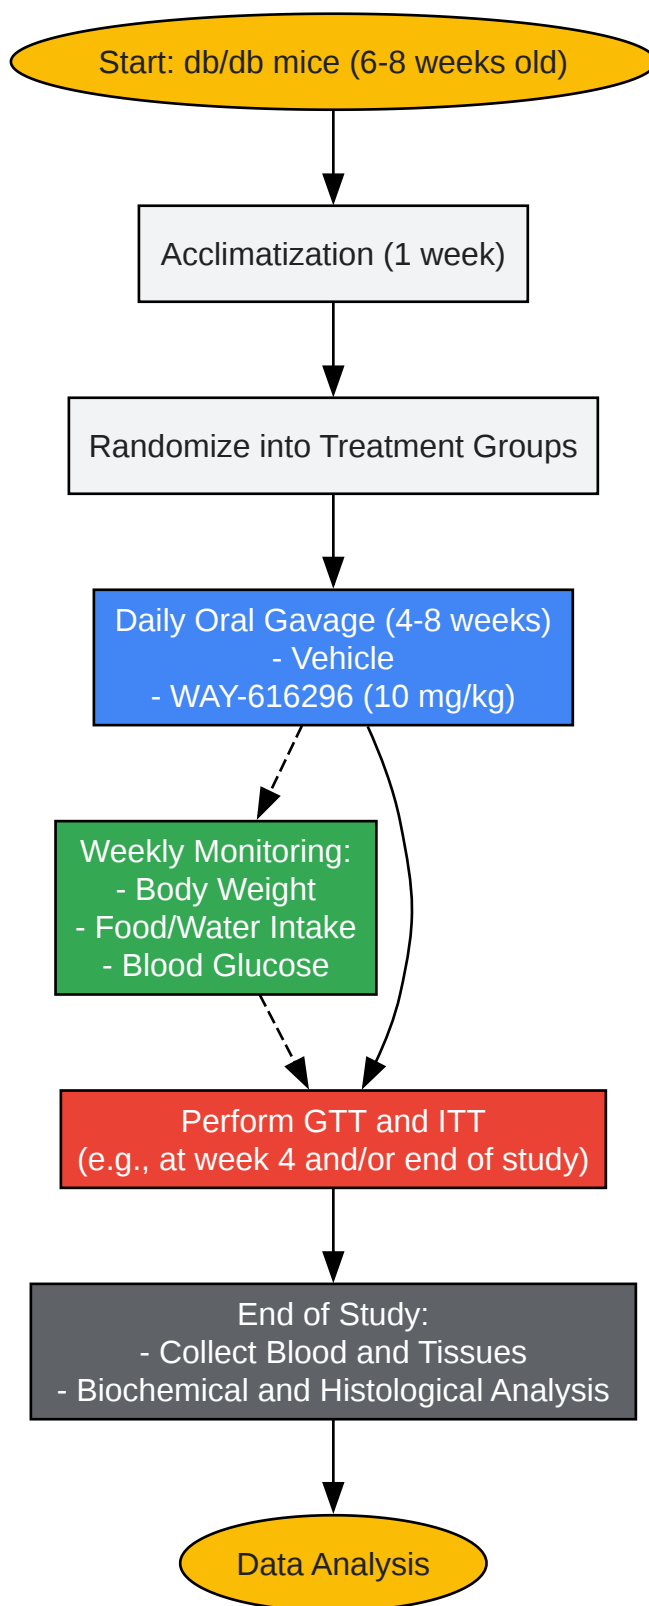 Start: db/db mice (6-8 weeks old)
Acclimatization (1 week)
Randomize into Treatment Groups
Daily Oral Gavage (4-8 weeks)
- Vehicle
- WAY-616296 (10 mg/kg)
Weekly Monitoring:
- Body Weight
- Food/Water Intake
- Blood Glucose
Perform GTT and ITT
(e.g., at week 4 and/or end of study)
End of Study:
- Collect Blood and Tissues
- Biochemical and Histological Analysis
Data Analysis